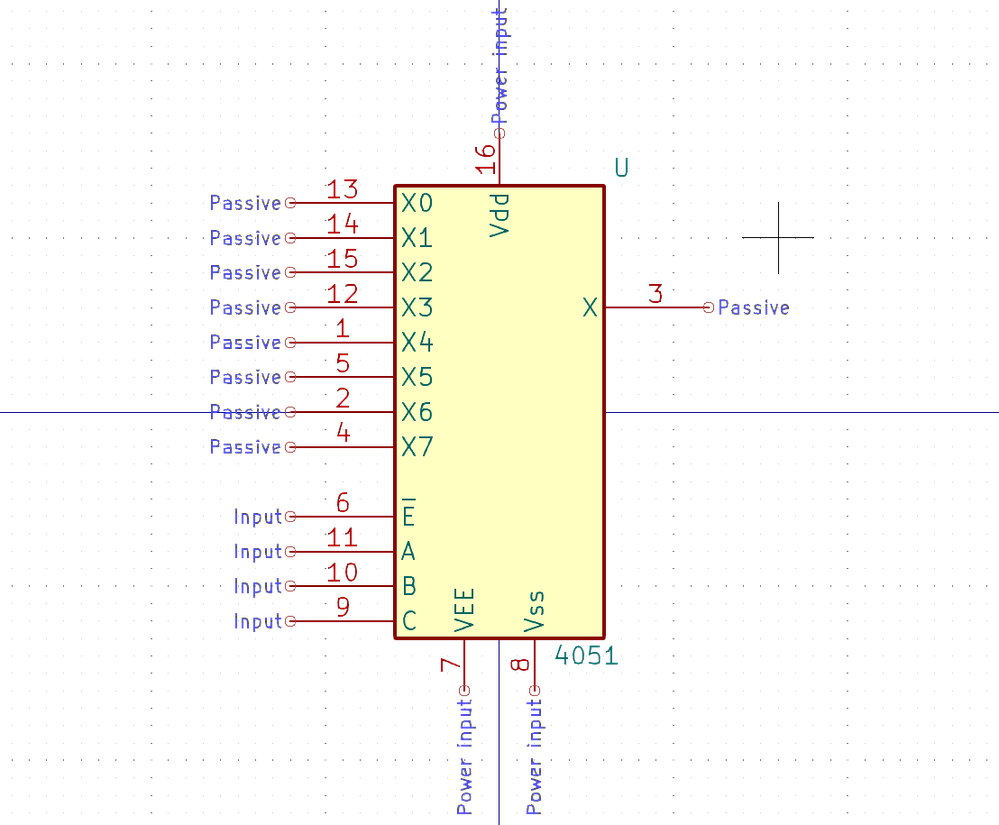 Power input
16
U
Vdd
Passive 13 X0
Passive 14 X1
Passive 15 X2
Passive 12 X3
X 3 Passive
Passive 1 X4
Passive 5 X5
Passive 2 X6
Passive 4 X7
Input 6 E̅
Input 11 A
Input 10 B
Input 9 C
VEE
Vss
7
8
4051
Power input
Power input